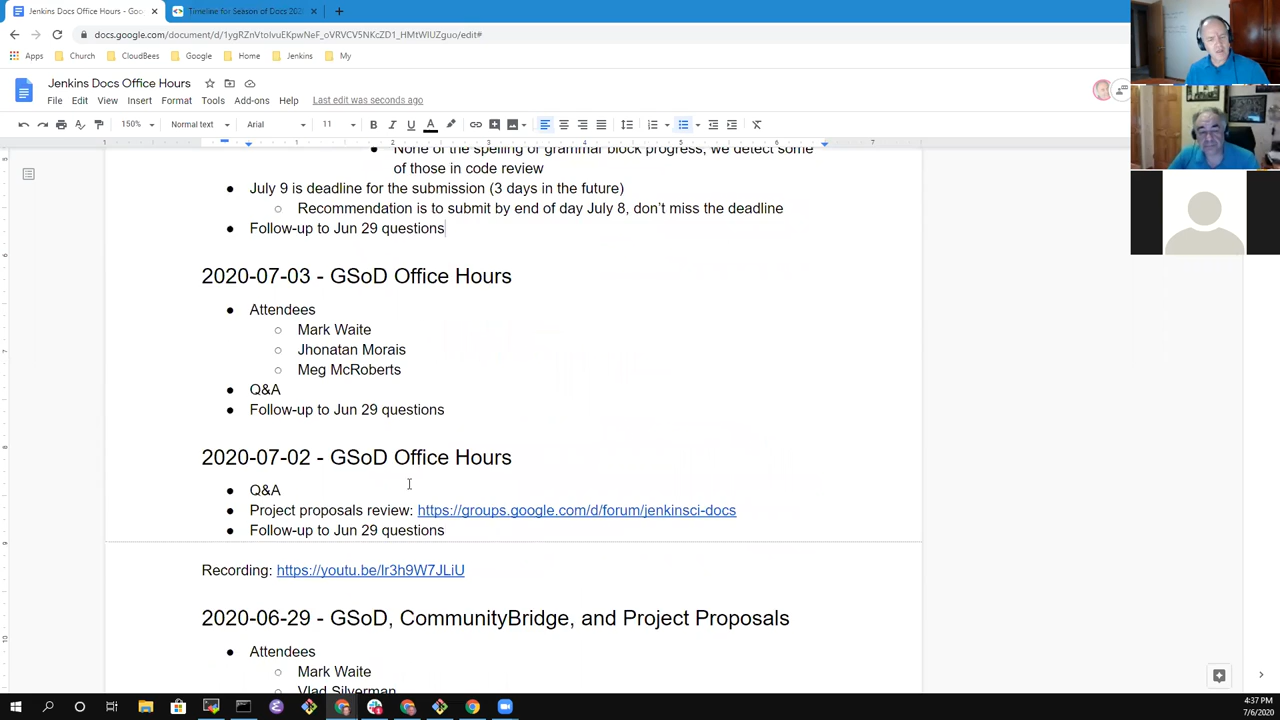 Jenkins Docs Office Hours - Goo
Timeline for Season of Docs 202
docs.google.com/document/d/1ygRZnVtoIvuEKpwNeF_oVRVCV5NKcZD1_HMtWIUZguo/edit#
Apps
Church
CloudBees
Google
Home
Jenkins
My
Jenkins Docs Office Hours
File Edit View Insert Format Tools Add-ons Help Last edit was seconds ago
150% Normal text Arial 11 B I U A
1 1 2 3 4 5 6 7
● None of the spelling or grammar block progress, we detect some
of those in code review
● July 9 is deadline for the submission (3 days in the future)
○ Recommendation is to submit by end of day July 8, don't miss the deadline
● Follow-up to Jun 29 questions
2020-07-03 - GSoD Office Hours
● Attendees
○ Mark Waite
○ Jhonatan Morais
○ Meg McRoberts
● Q&A
● Follow-up to Jun 29 questions
2020-07-02 - GSoD Office Hours
● Q&A
● Project proposals review: https://groups.google.com/d/forum/jenkinsci-docs
● Follow-up to Jun 29 questions
Recording: https://youtu.be/lr3h9W7JLiU
2020-06-29 - GSoD, CommunityBridge, and Project Proposals
● Attendees
○ Mark Waite
○ Vlad Silverman
4:37 PM
7/6/2020